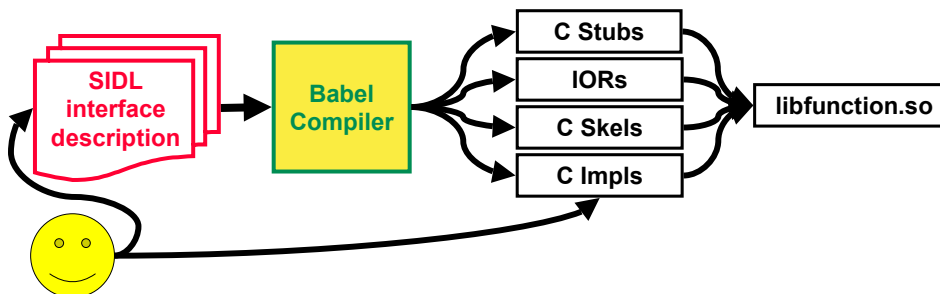 SIDL
interface
description
Babel
Compiler
C Stubs
IORs
C Skels
C Impls
libfunction.so